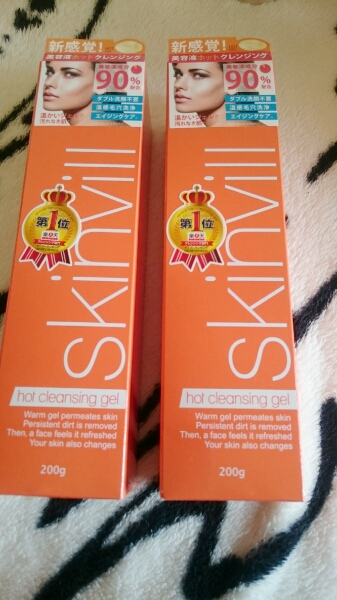 新感覚!
美容液ホットクレンジング
90%
配合
ダブル洗顔不要
温感毛穴洗浄
エイジングケア
第1位
skinvill
hot cleansing gel
Warm gel permeates skin
Persistent dirt is removed
Then, a face feels it refreshed
Your skin also changes
200g
新感覚!
美容液ホットクレンジング
90%
配合
ダブル洗顔不要
温感毛穴洗浄
エイジングケア
第1位
skinvill
hot cleansing gel
Warm gel permeates skin
Persistent dirt is removed
Then, a face feels it refreshed
Your skin also changes
200g